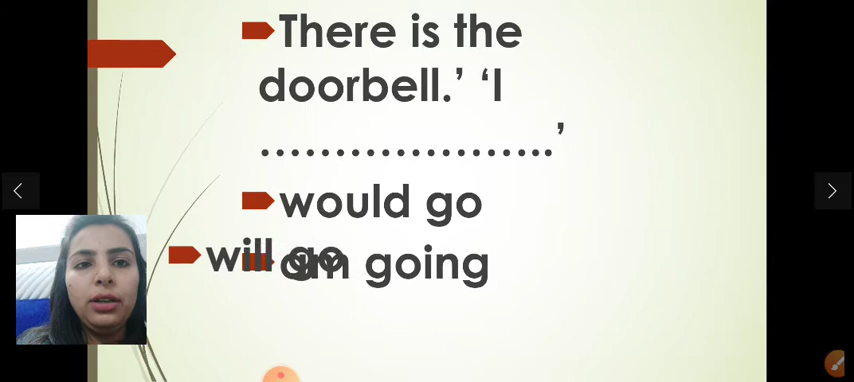 There is the
doorbell.’ ‘I
………………….’
would go
will go
am going